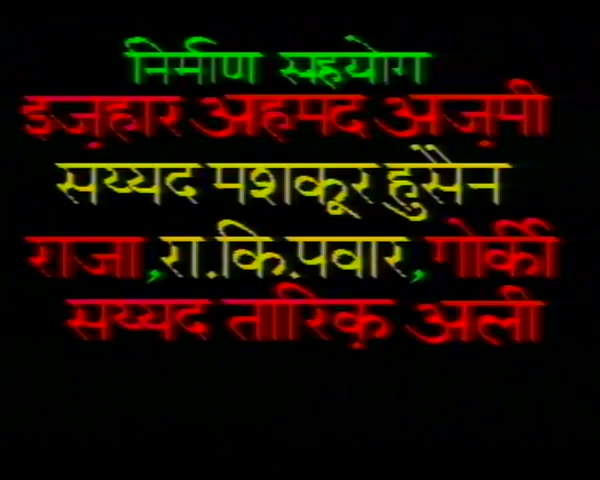 निर्माण सहयोग
इज़हार अहमद अज़मी
सय्यद मशकूर हुसैन
राजा,रा.कि.पवार,गोर्की
सय्यद तारिक़ अली